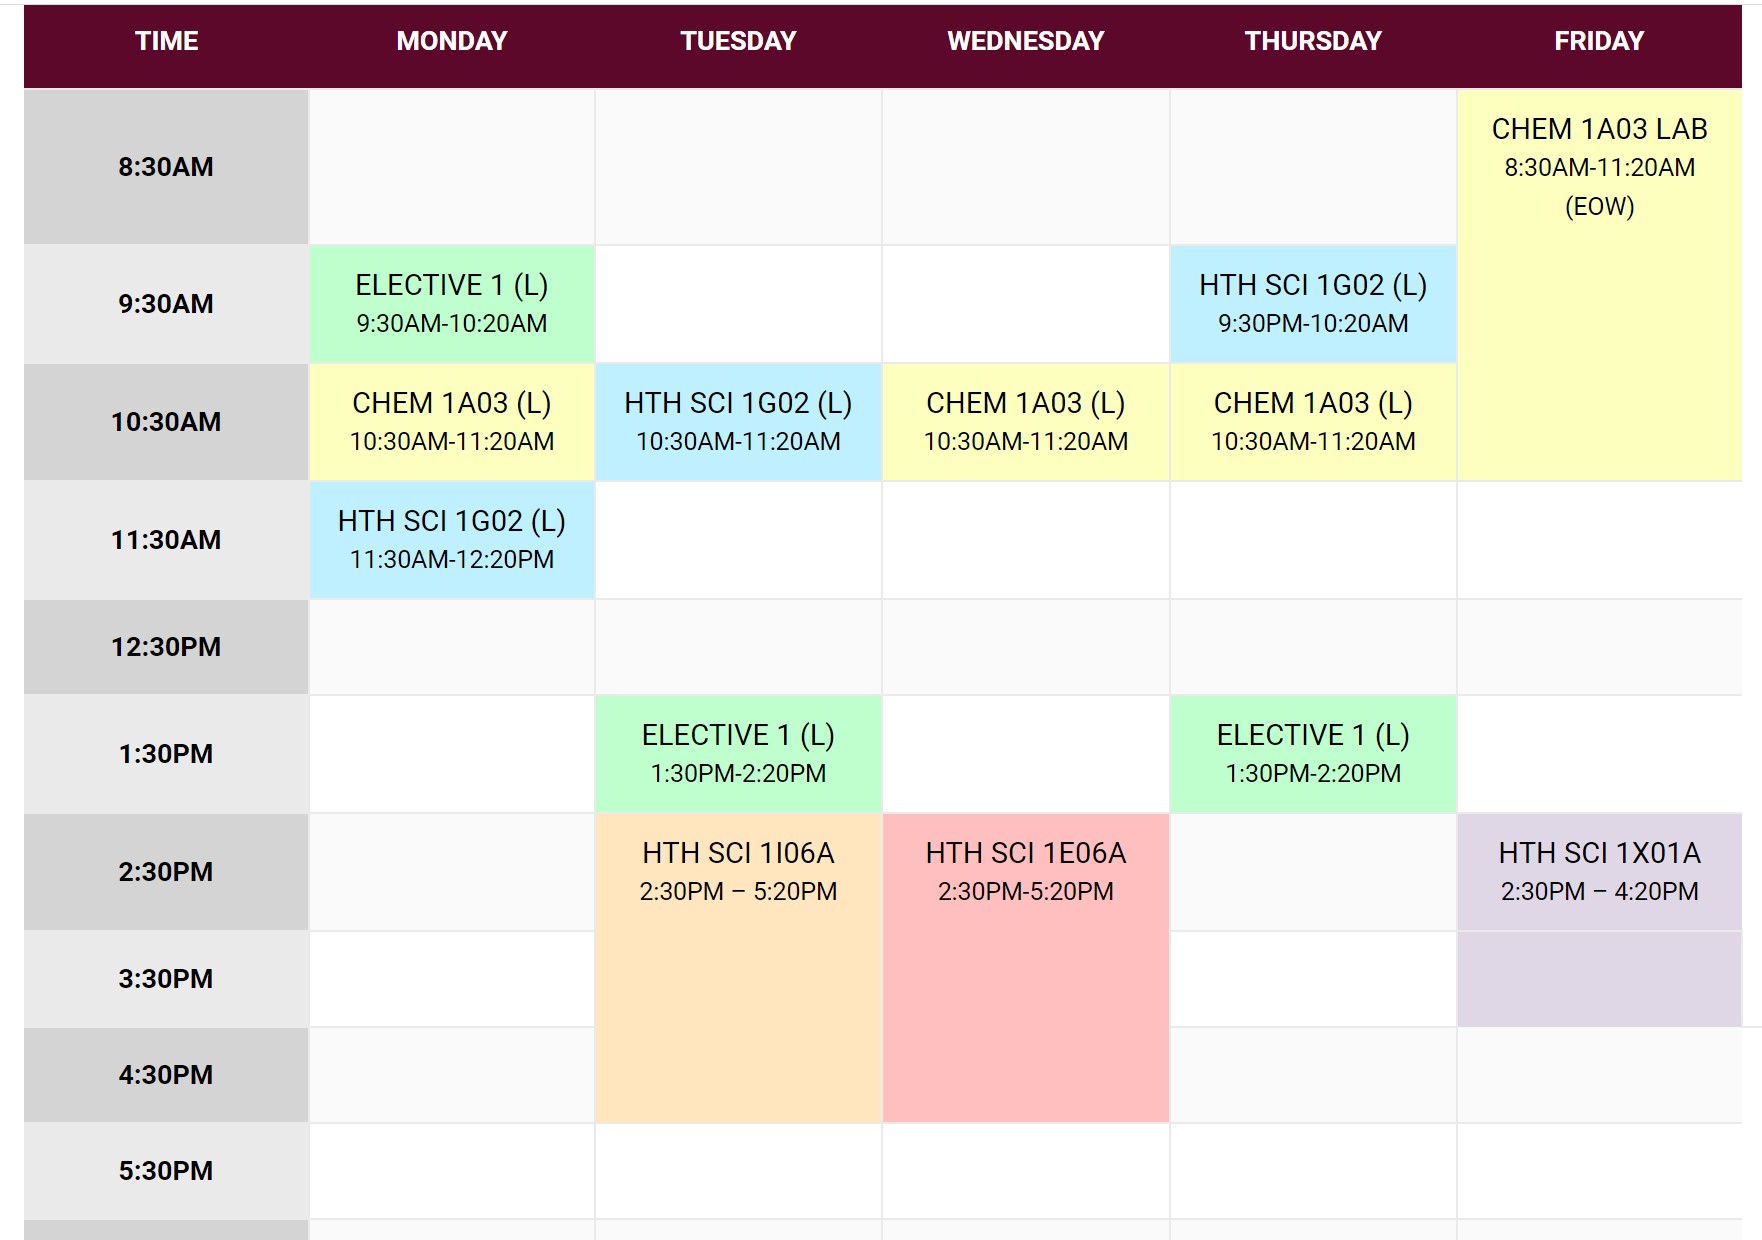 TIME MONDAY TUESDAY WEDNESDAY THURSDAY FRIDAY
8:30AM
CHEM 1A03 LAB
8:30AM-11:20AM
(EOW)
9:30AM
ELECTIVE 1 (L)
9:30AM-10:20AM
HTH SCI 1G02 (L)
9:30PM-10:20AM
10:30AM
CHEM 1A03 (L)
10:30AM-11:20AM
HTH SCI 1G02 (L)
10:30AM-11:20AM
CHEM 1A03 (L)
10:30AM-11:20AM
CHEM 1A03 (L)
10:30AM-11:20AM
11:30AM
HTH SCI 1G02 (L)
11:30AM-12:20PM
12:30PM
1:30PM
ELECTIVE 1 (L)
1:30PM-2:20PM
ELECTIVE 1 (L)
1:30PM-2:20PM
2:30PM
HTH SCI 1I06A
2:30PM – 5:20PM
HTH SCI 1E06A
2:30PM-5:20PM
HTH SCI 1X01A
2:30PM – 4:20PM
3:30PM
4:30PM
5:30PM